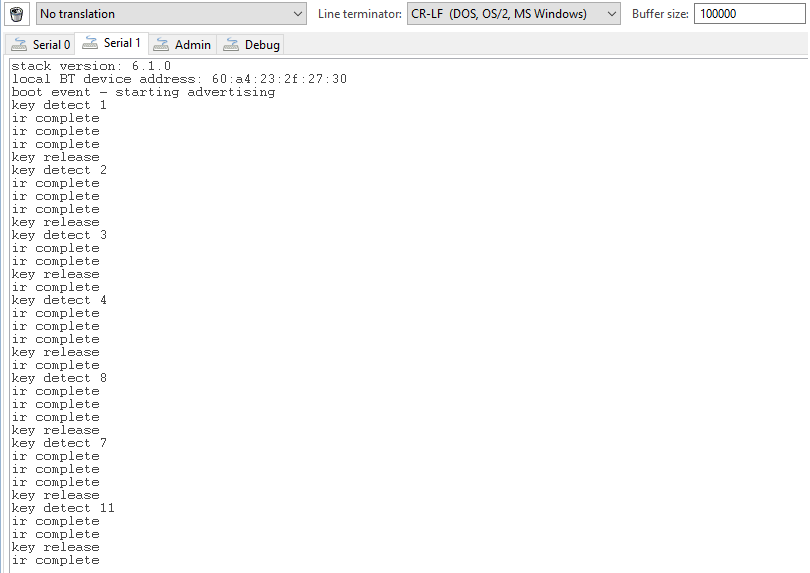 No translation Line terminator: CR-LF (DOS, OS/2, MS Windows) Buffer size: 100000
Serial 0 Serial 1 Admin Debug
stack version: 6.1.0
local BT device address: 60:a4:23:2f:27:30
boot event - starting advertising
key detect 1
ir complete
ir complete
ir complete
key release
key detect 2
ir complete
ir complete
ir complete
key release
key detect 3
ir complete
ir complete
key release
ir complete
key detect 4
ir complete
ir complete
ir complete
key release
ir complete
key detect 8
ir complete
ir complete
ir complete
key release
key detect 7
ir complete
ir complete
ir complete
key release
key detect 11
ir complete
ir complete
key release
ir complete